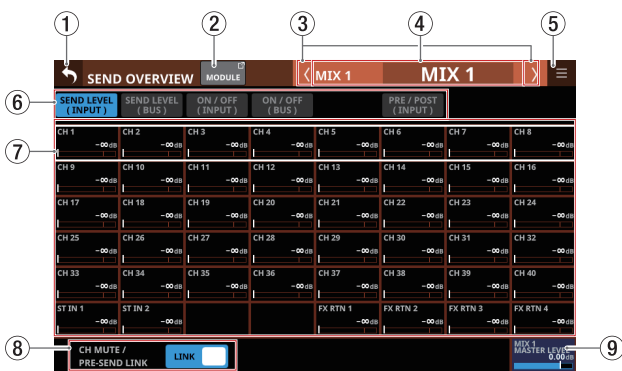 1 2 3 4 5
SEND OVERVIEW MODULE MIX 1 MIX 1
6 SEND LEVEL (INPUT) SEND LEVEL (BUS) ON / OFF (INPUT) ON / OFF (BUS) PRE / POST (INPUT)
7
CH 1 CH 2 CH 3 CH 4 CH 5 CH 6 CH 7 CH 8
-∞dB -∞dB -∞dB -∞dB -∞dB -∞dB -∞dB -∞dB
CH 9 CH 10 CH 11 CH 12 CH 13 CH 14 CH 15 CH 16
-∞dB -∞dB -∞dB -∞dB -∞dB -∞dB -∞dB -∞dB
CH 17 CH 18 CH 19 CH 20 CH 21 CH 22 CH 23 CH 24
-∞dB -∞dB -∞dB -∞dB -∞dB -∞dB -∞dB -∞dB
CH 25 CH 26 CH 27 CH 28 CH 29 CH 30 CH 31 CH 32
-∞dB -∞dB -∞dB -∞dB -∞dB -∞dB -∞dB -∞dB
CH 33 CH 34 CH 35 CH 36 CH 37 CH 38 CH 39 CH 40
-∞dB -∞dB -∞dB -∞dB -∞dB -∞dB -∞dB -∞dB
ST IN 1 ST IN 2 FX RTN 1 FX RTN 2 FX RTN 3 FX RTN 4
-∞dB -∞dB -∞dB -∞dB -∞dB -∞dB
8 CH MUTE / PRE-SEND LINK LINK
MIX 1 MASTER LEVEL 0.00dB 9